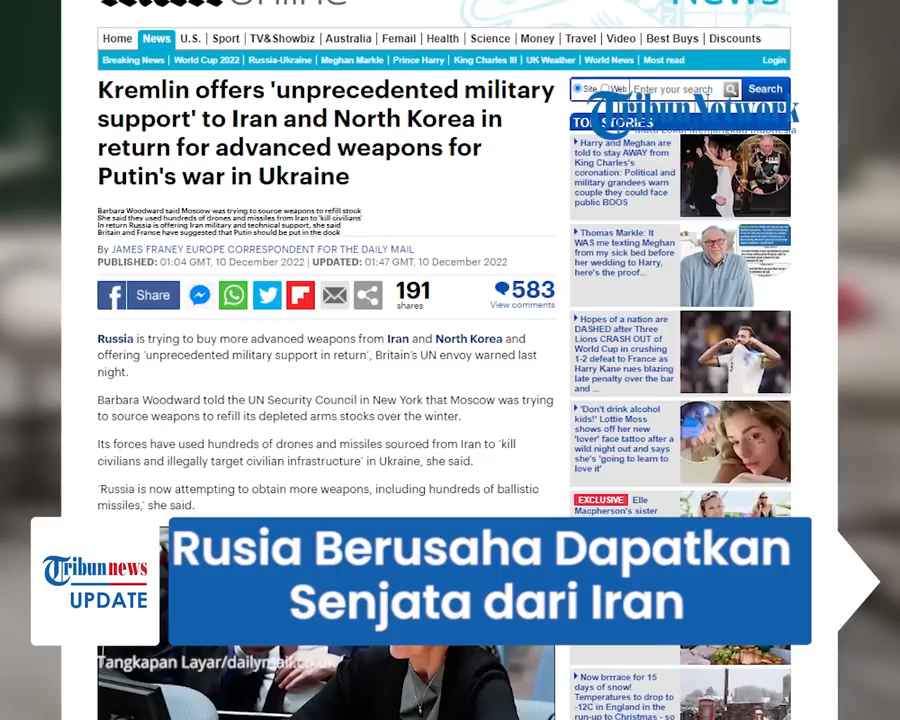 Online
News
Home News U.S. Sport TV&Showbiz Australia Femail Health Science Money Travel Video Best Buys Discounts
Breaking News World Cup 2022 Russia-Ukraine Meghan Markle Prince Harry King Charles III UK Weather World News Most read Login
Kremlin offers 'unprecedented military
support' to Iran and North Korea in
return for advanced weapons for
Putin's war in Ukraine
Barbara Woodward said Moscow was trying to source weapons to refill stock
She said they used hundreds of drones and missiles from Iran to 'kill civilians'
In return Russia is offering Iran military and technical support, she said
Britain and France have suggested that Putin should be put in the dock
By JAMES FRANEY EUROPE CORRESPONDENT FOR THE DAILY MAIL
PUBLISHED: 01:04 GMT, 10 December 2022 | UPDATED: 01:47 GMT, 10 December 2022
Share
191
shares
583
View comments
Russia is trying to buy more advanced weapons from Iran and North Korea and
offering 'unprecedented military support in return', Britain's UN envoy warned last
night.
Barbara Woodward told the UN Security Council in New York that Moscow was trying
to source weapons to refill its depleted arms stocks over the winter.
Its forces have used hundreds of drones and missiles sourced from Iran to 'kill
civilians and illegally target civilian infrastructure' in Ukraine, she said.
'Russia is now attempting to obtain more weapons, including hundreds of ballistic
missiles,' she said.
Site Web Enter your search Search
Tribun Network
Mata Lokal Menjangkau Indonesia
TOP STORIES
Harry and Meghan are
told to stay AWAY from
King Charles's
coronation: Political and
military grandees warn
couple they could face
public BOOS
Thomas Markle: It
WAS me texting Meghan
from my sick bed before
her wedding to Harry,
here's the proof...
Hopes of a nation are
DASHED after Three
Lions CRASH OUT of
World Cup in crushing
1-2 defeat to France as
Harry Kane rues blazing
late penalty over the bar
and ...
'Don't drink alcohol
kids!' Lottie Moss
shows off her new
'lover' face tattoo after a
wild night out and says
she's 'going to learn to
love it'
EXCLUSIVE Elle
Macpherson's sister
Now brrrace for 15
days of snow!
Temperatures to drop to
-12C in England in the
run-up to Christmas - so
Tribunnews
UPDATE
Rusia Berusaha Dapatkan
Senjata dari Iran
Tangkapan Layar/dailymail.co.uk/